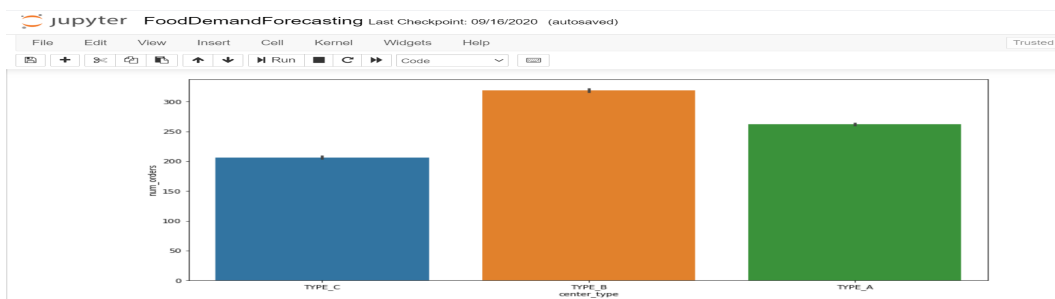 jupyter FoodDemandForecasting Last Checkpoint: 09/16/2020 (autosaved)
File Edit View Insert Cell Kernel Widgets Help Trusted
Run Code
300
250
200
150
100
50
0
num_orders
TYPE_C TYPE_B TYPE_A
center_type